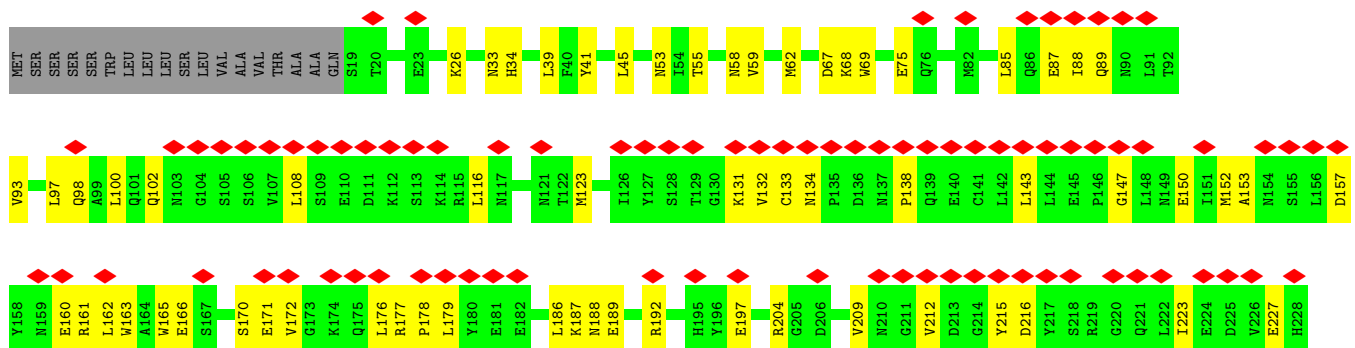 MET SER SER SER SER TRP LEU LEU LEU SER LEU VAL ALA VAL THR ALA ALA GLN S19 T20 E23 K26 N33 H34 L39 F40 Y41 L45 N53 I54 T55 N58 V59 M62 D67 K68 W69 E75 Q76 M82 L85 Q86 E87 I88 Q89 N90 L91 T92
V93 L97 Q98 A99 L100 Q101 Q102 N103 G104 S105 S106 V107 L108 S109 E110 D111 K112 S113 K114 R115 L116 N117 N121 T122 M123 I126 Y127 S128 T129 G130 K131 V132 C133 N134 P135 D136 N137 P138 Q139 E140 C141 L142 L143 L144 E145 P146 G147 L148 N149 E150 I151 M152 A153 N154 S155 L156 D157
Y158 N159 E160 R161 L162 W163 A164 W165 E166 S167 S170 E171 V172 G173 K174 Q175 L176 R177 P178 L179 Y180 E181 E182 L186 K187 N188 E189 R192 H195 Y196 E197 R204 G205 D206 V209 N210 G211 V212 D213 G214 Y215 D216 Y217 S218 R219 G220 Q221 L222 I223 E224 D225 V226 E227 H228